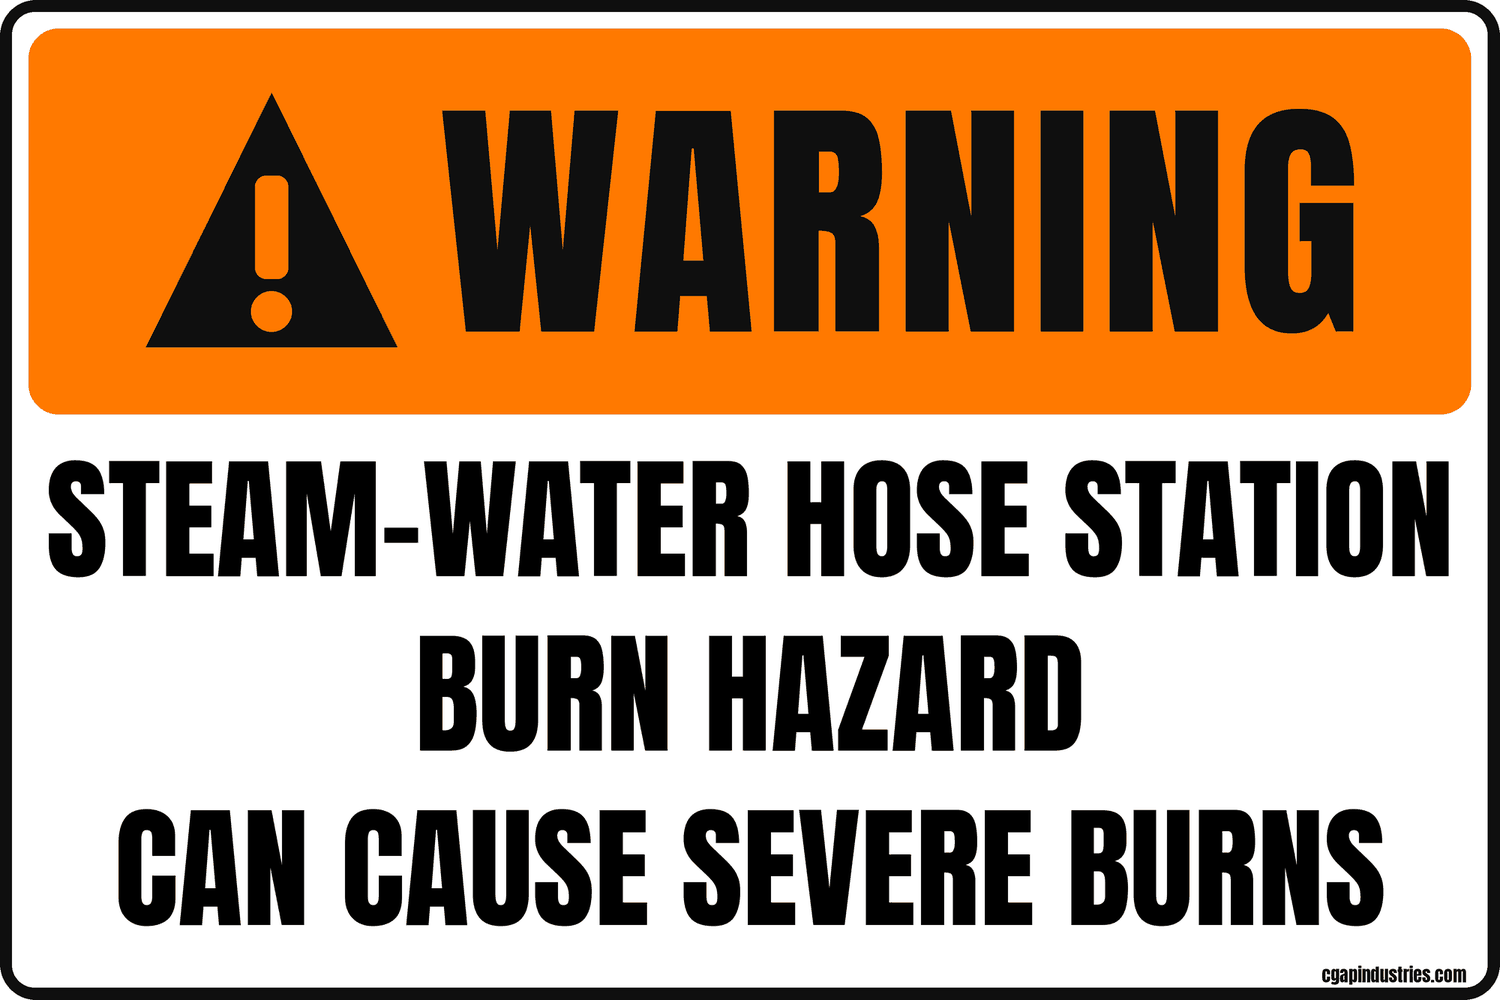 WARNING
STEAM-WATER HOSE STATION
BURN HAZARD
CAN CAUSE SEVERE BURNS
cgapindustries.com